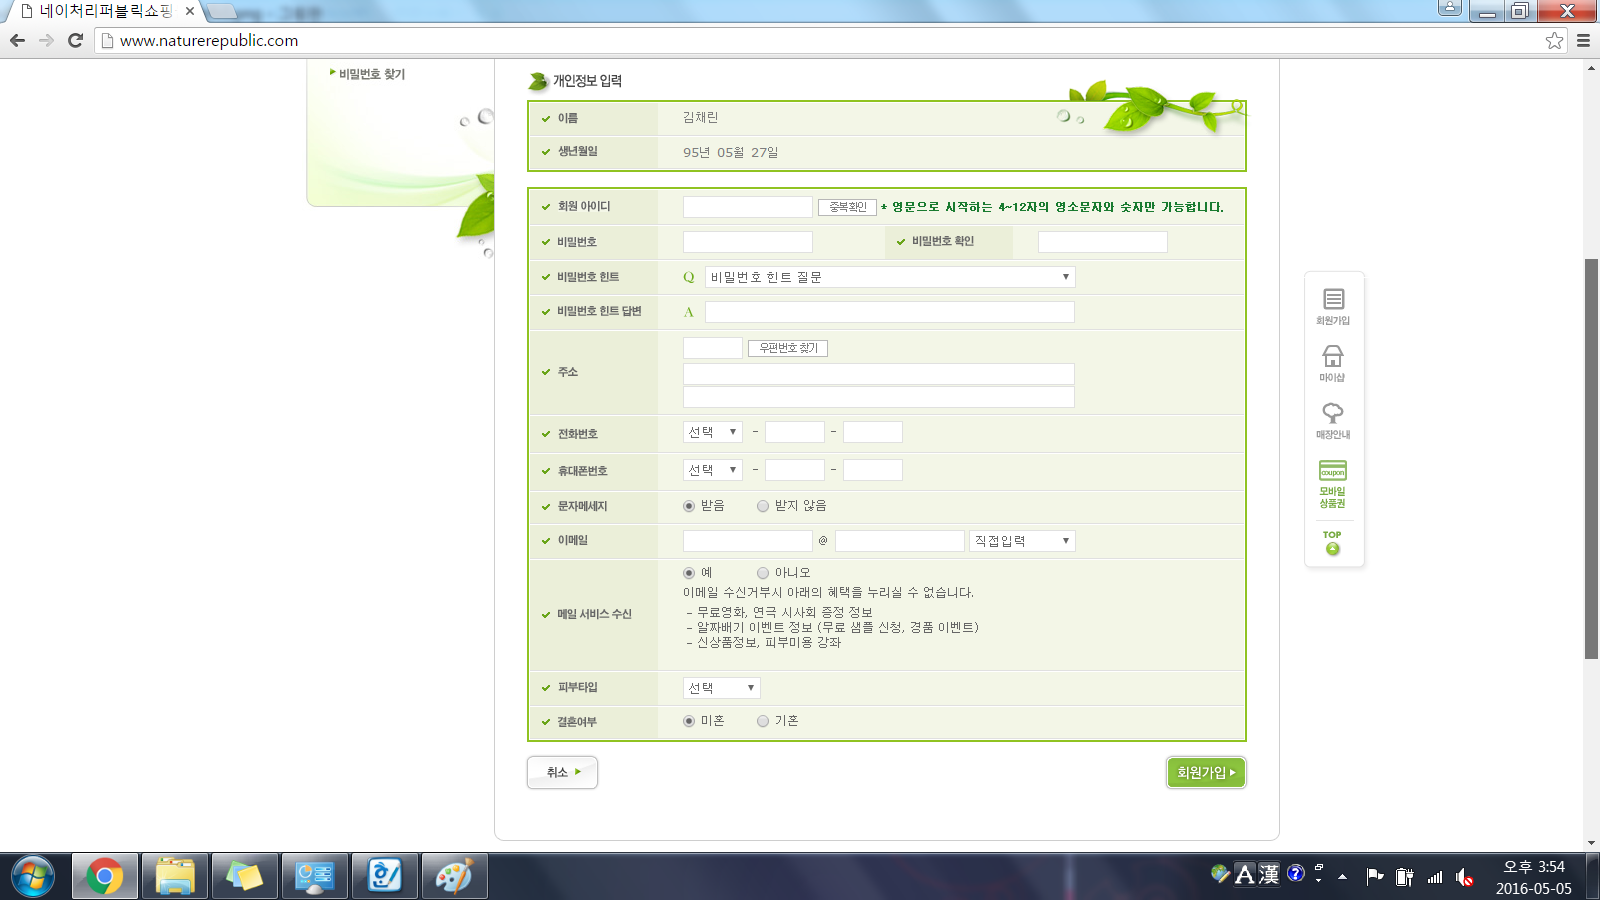 네이처리퍼블릭쇼핑
www.naturerepublic.com
비밀번호 찾기
개인정보 입력
이름 김채린
생년월일 95년 05월 27일
회원 아이디 중복확인 * 영문으로 시작하는 4~12자의 영소문자와 숫자만 가능합니다.
비밀번호 비밀번호 확인
비밀번호 힌트 Q 비밀번호 힌트 질문
비밀번호 힌트 답변 A
우편번호 찾기
주소
전화번호 선택 - -
휴대폰번호 선택 - -
문자메세지 받음 받지 않음
이메일 @ 직접입력
예 아니오
이메일 수신거부시 아래의 혜택을 누리실 수 없습니다.
메일 서비스 수신
- 무료영화, 연극 시사회 증정 정보
- 알짜배기 이벤트 정보 (무료 샘플 신청, 경품 이벤트)
- 신상품정보, 피부미용 강좌
피부타입 선택
결혼여부 미혼 기혼
취소
회원가입
회원가입
마이샵
매장안내
coupon
모바일
상품권
TOP
A 漢
오후 3:54
2016-05-05